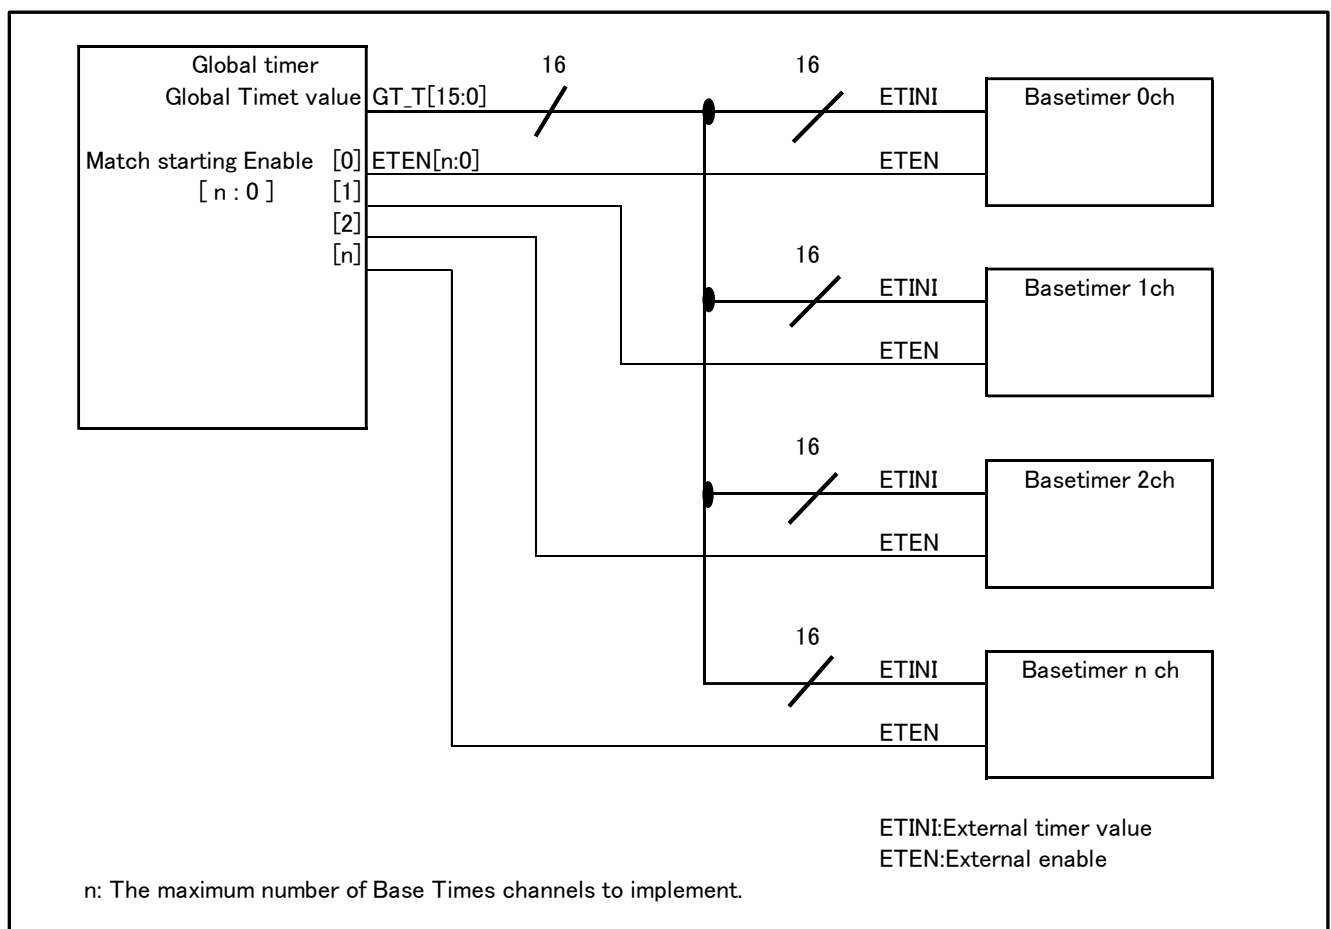 Global timer
16
16
Global Timet value
GT_T[15:0]
ETINI
Basetimer 0ch
Match starting Enable [0]
ETEN[n:0]
ETEN
[ n : 0 ]
[1]
[2]
[n]
16
ETINI
Basetimer 1ch
ETEN
16
ETINI
Basetimer 2ch
ETEN
16
ETINI
Basetimer n ch
ETEN
ETINI:External timer value
ETEN:External enable
n: The maximum number of Base Times channels to implement.